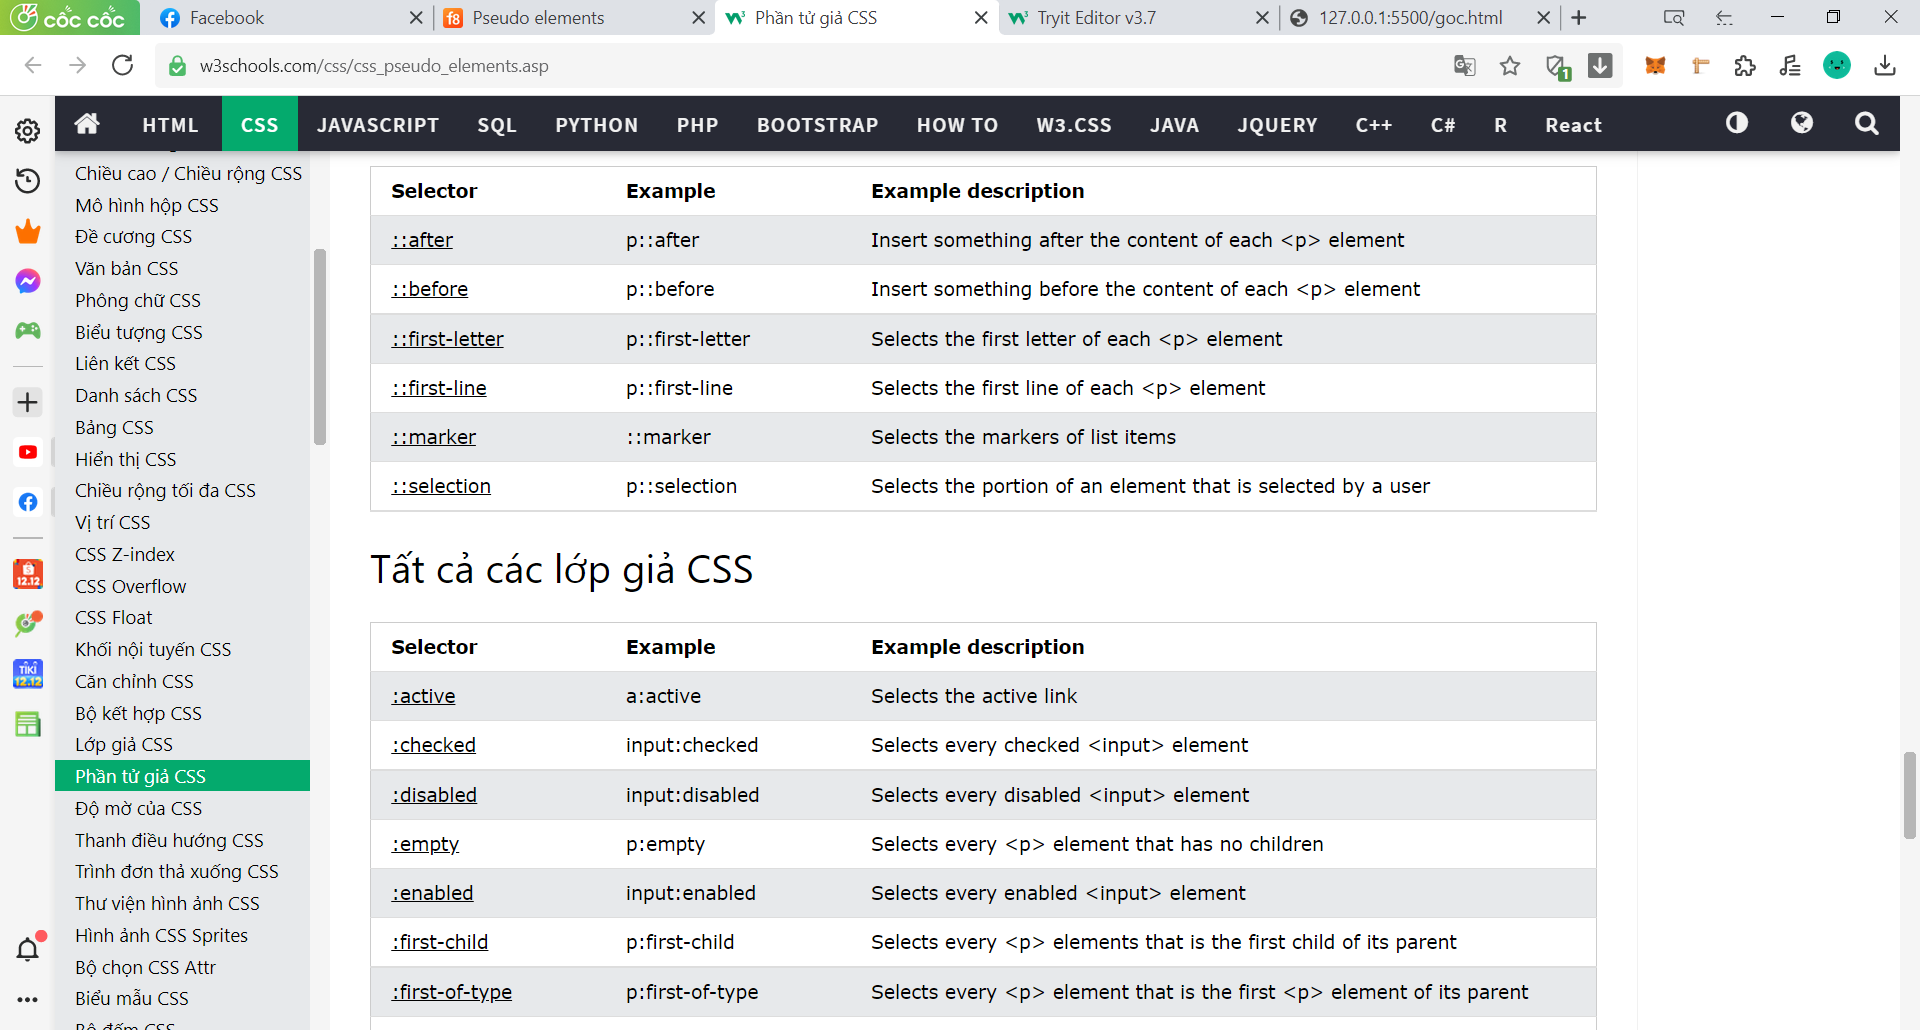 cốc cốc
Facebook
Pseudo elements
Phần tử giả CSS
Tryit Editor v3.7
127.0.0.1:5500/goc.html
w3schools.com/css/css_pseudo_elements.asp
1
HTML CSS JAVASCRIPT SQL PYTHON PHP BOOTSTRAP HOW TO W3.CSS JAVA JQUERY C++ C# R React
12.12
TIKI
12.12
Chiều cao / Chiều rộng CSS
Mô hình hộp CSS
Đề cương CSS
Văn bản CSS
Phông chữ CSS
Biểu tượng CSS
Liên kết CSS
Danh sách CSS
Bảng CSS
Hiển thị CSS
Chiều rộng tối đa CSS
Vị trí CSS
CSS Z-index
CSS Overflow
CSS Float
Khối nội tuyến CSS
Căn chỉnh CSS
Bộ kết hợp CSS
Lớp giả CSS
Phần tử giả CSS
Độ mờ của CSS
Thanh điều hướng CSS
Trình đơn thả xuống CSS
Thư viện hình ảnh CSS
Hình ảnh CSS Sprites
Bộ chọn CSS Attr
Biểu mẫu CSS
Bộ đếm CSS
Selector Example Example description
::after p::after Insert something after the content of each <p> element
::before p::before Insert something before the content of each <p> element
::first-letter p::first-letter Selects the first letter of each <p> element
::first-line p::first-line Selects the first line of each <p> element
::marker ::marker Selects the markers of list items
::selection p::selection Selects the portion of an element that is selected by a user
Tất cả các lớp giả CSS
Selector Example Example description
:active a:active Selects the active link
:checked input:checked Selects every checked <input> element
:disabled input:disabled Selects every disabled <input> element
:empty p:empty Selects every <p> element that has no children
:enabled input:enabled Selects every enabled <input> element
:first-child p:first-child Selects every <p> elements that is the first child of its parent
:first-of-type p:first-of-type Selects every <p> element that is the first <p> element of its parent